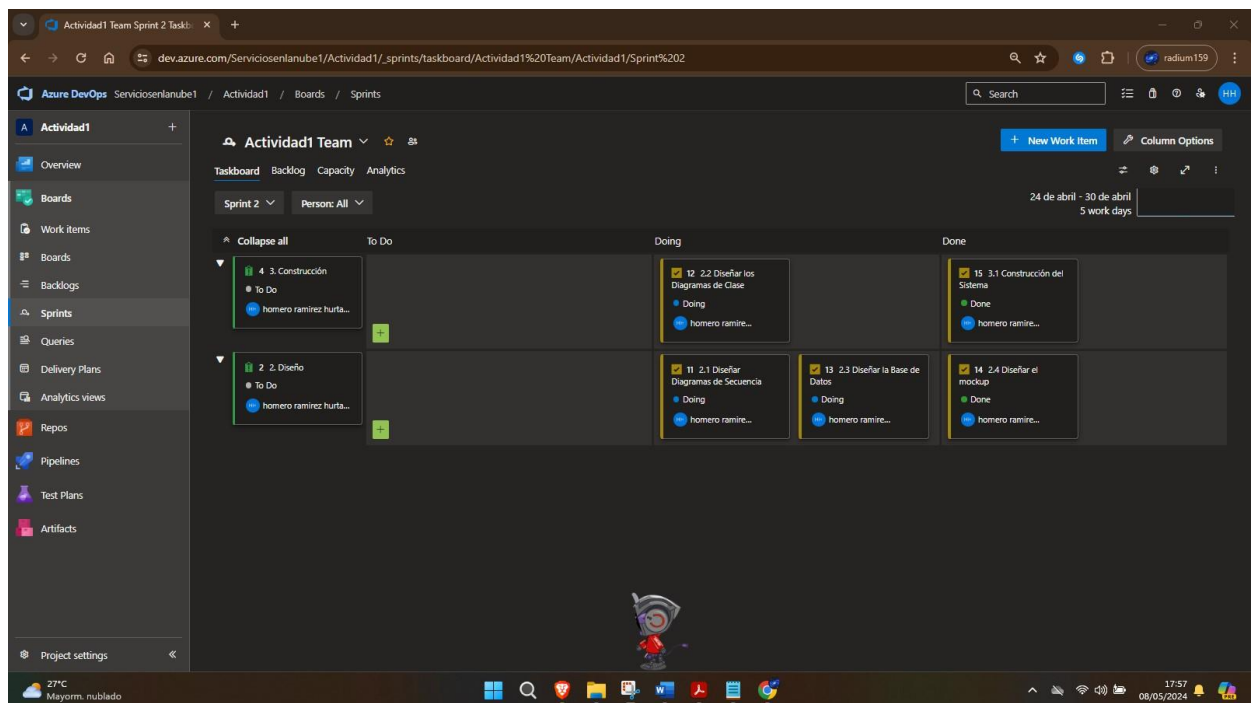 Actividad1 Team Sprint 2 Taskb
dev.azure.com/Serviciosenlanube1/Actividad1/_sprints/taskboard/Actividad1%20Team/Actividad1/Sprint%202
radium159
Azure DevOps Serviciosenlanube1 / Actividad1 / Boards / Sprints
Search
HH
A Actividad1
Overview
Boards
Work items
Boards
Backlogs
Sprints
Queries
Delivery Plans
Analytics views
Repos
Pipelines
Test Plans
Artifacts
Project settings
Actividad1 Team
New Work Item
Column Options
Taskboard Backlog Capacity Analytics
Sprint 2 Person: All
24 de abril - 30 de abril
5 work days
Collapse all To Do Doing Done
4 3. Construcción
To Do
homero ramirez hurta...
12 2.2 Diseñar los
Diagramas de Clase
Doing
homero ramire...
15 3.1 Construcción del
Sistema
Done
homero ramire...
2 2. Diseño
To Do
homero ramirez hurta...
11 2.1 Diseñar
Diagramas de Secuencia
Doing
homero ramire...
13 2.3 Diseñar la Base de
Datos
Doing
homero ramire...
14 2.4 Diseñar el
mockup
Done
homero ramire...
27°C
Mayorm. nublado
17:57
08/05/2024